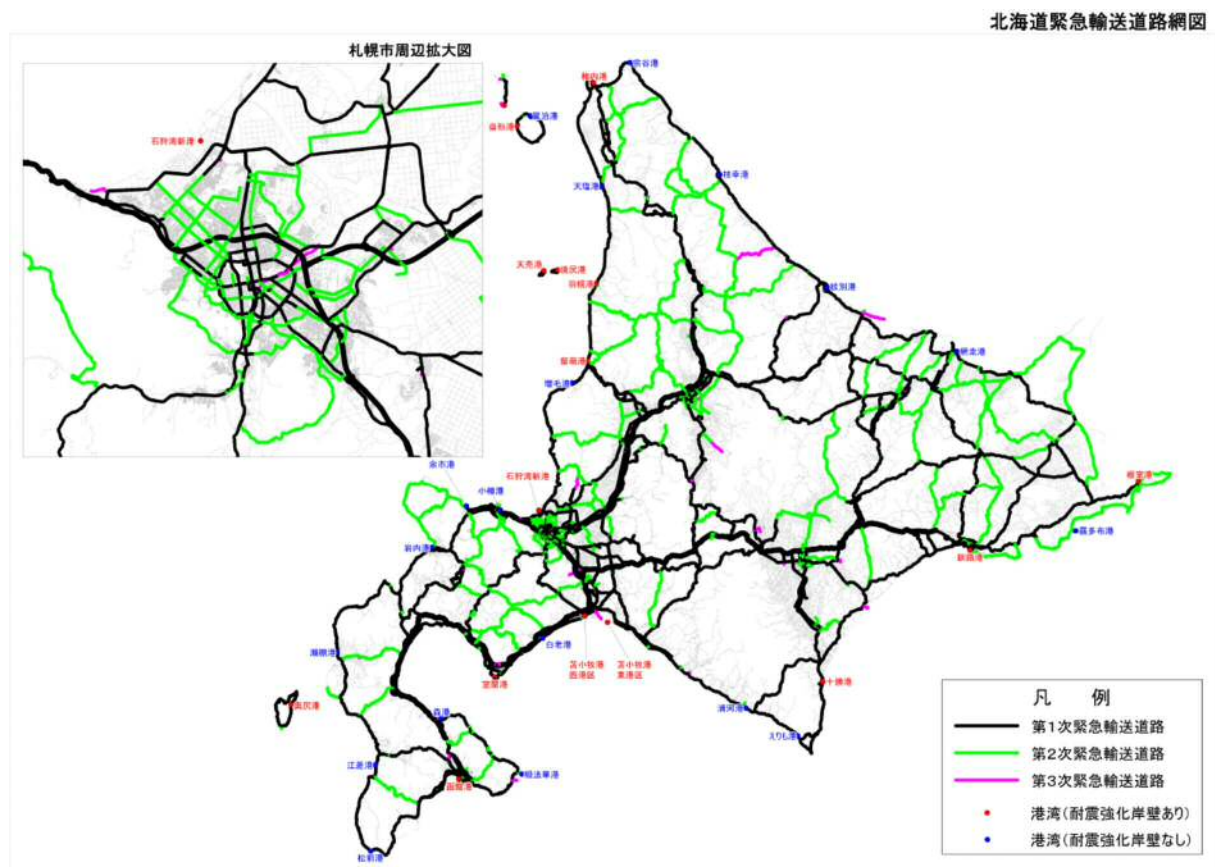 北海道緊急輸送道路網図
札幌市周辺拡大図
石狩湾新港
稚内港
宗谷港
鴛泊港
天塩港
枝幸港
天売港
焼尻港
羽幌港
紋別港
留萌港
網走港
増毛港
余市港
小樽港
石狩湾新港
根室港
霧多布港
岩内港
釧路港
白老港
瀬棚港
苫小牧港
西港区
苫小牧港
東港区
室蘭港
十勝港
奥尻港
浦河港
森港
えりも港
江差港
椴法華港
函館港
松前港
凡 例
第1次緊急輸送道路
第2次緊急輸送道路
第3次緊急輸送道路
港湾(耐震強化岸壁あり)
港湾(耐震強化岸壁なし)